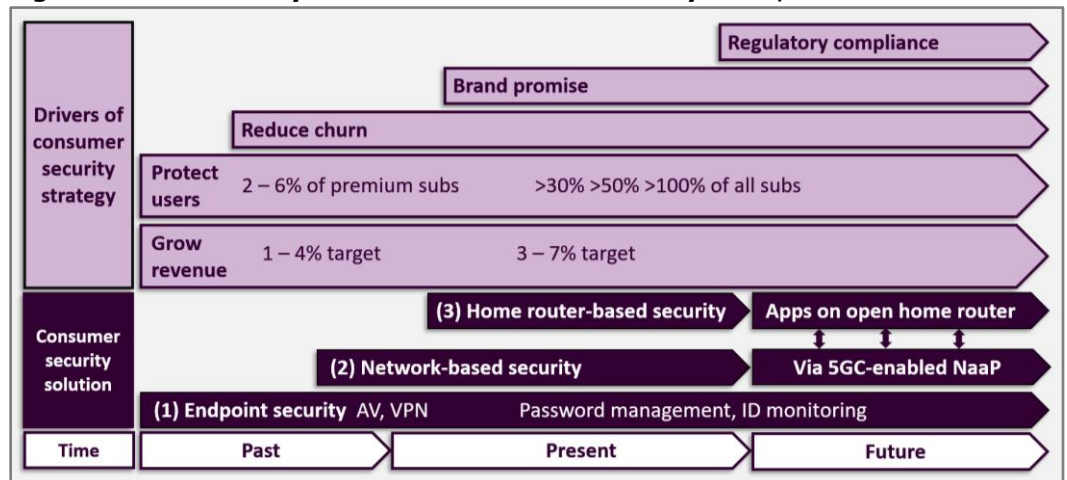 Regulatory compliance
Brand promise
Reduce churn
Drivers of
consumer
security
strategy
Protect
users
2 – 6% of premium subs
>30% >50% >100% of all subs
Grow
revenue
1 – 4% target
3 – 7% target
Consumer
security
solution
(3) Home router-based security
Apps on open home router
(2) Network-based security
Via 5GC-enabled NaaP
(1) Endpoint security AV, VPN
Password management, ID monitoring
Time
Past
Present
Future